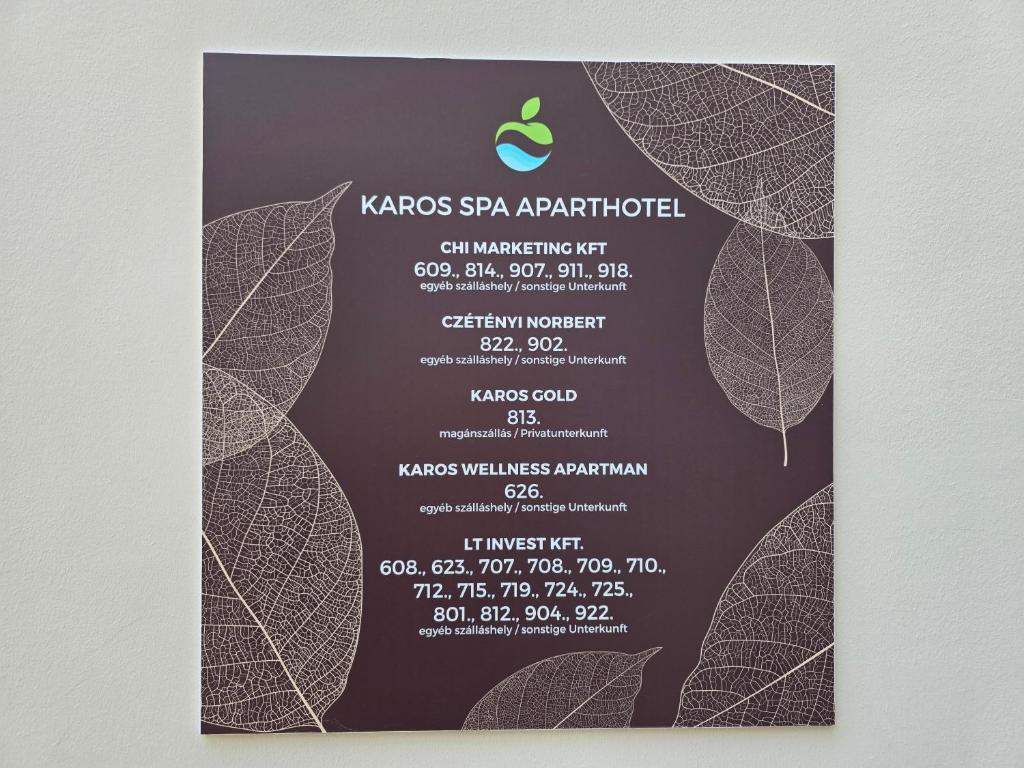 KAROS SPA APARTHOTEL
CHI MARKETING KFT
609., 814., 907., 911., 918.
egyéb szálláshely / sonstige Unterkunft
CZÉTÉNYI NORBERT
822., 902.
egyéb szálláshely / sonstige Unterkunft
KAROS GOLD
813.
magánszállás / Privatunterkunft
KAROS WELLNESS APARTMAN
626.
egyéb szálláshely / sonstige Unterkunft
LT INVEST KFT.
608., 623., 707., 708., 709., 710.,
712., 715., 719., 724., 725.,
801., 812., 904., 922.
egyéb szálláshely / sonstige Unterkunft